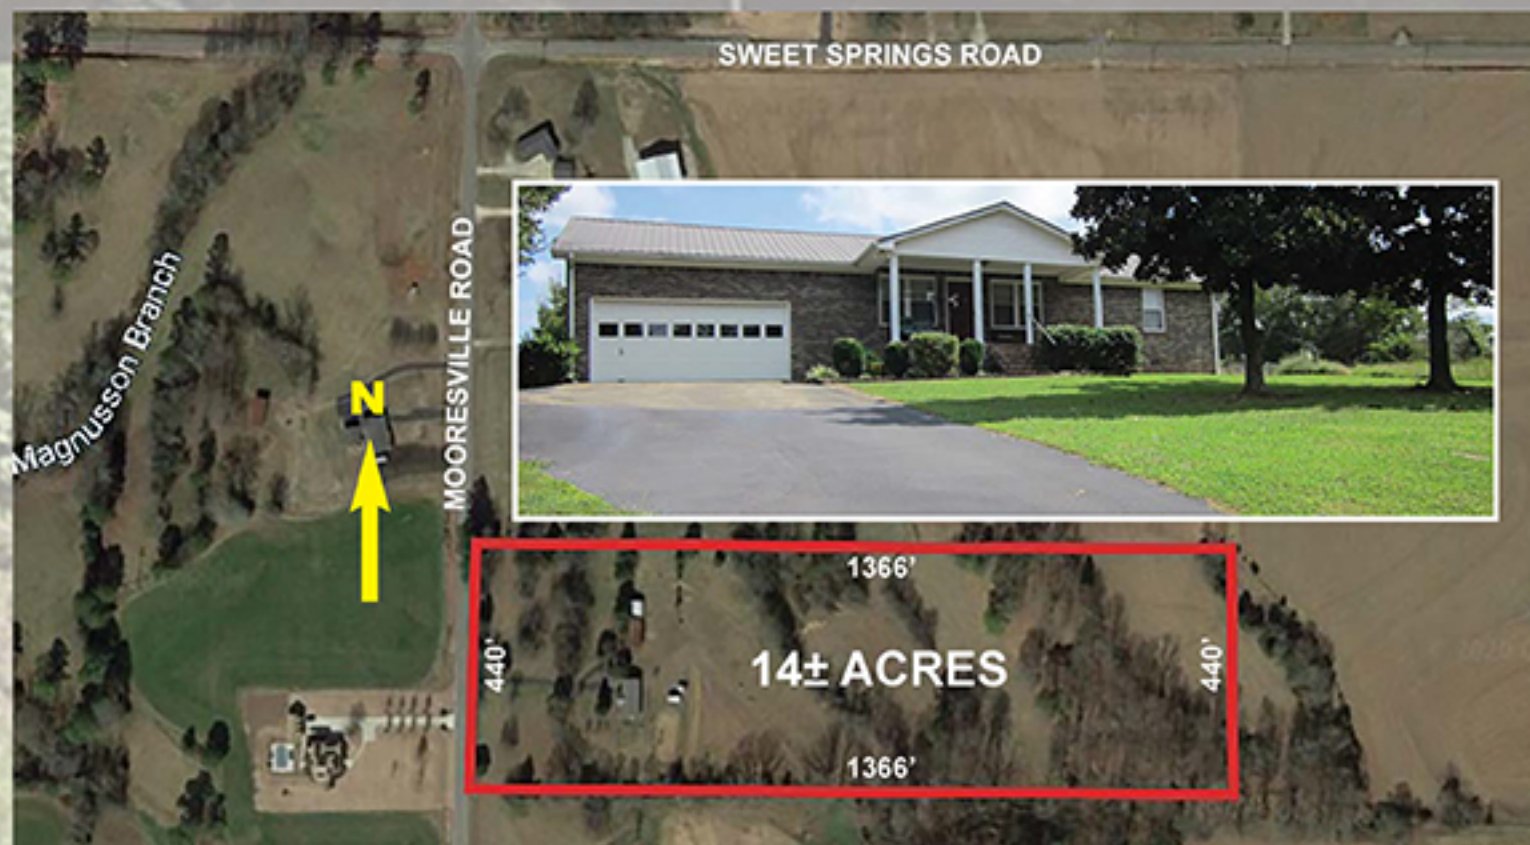 SWEET SPRINGS ROAD
MOORESVILLE ROAD
Magnusson Branch
N
1366’
440’
14± ACRES
440’
1366’